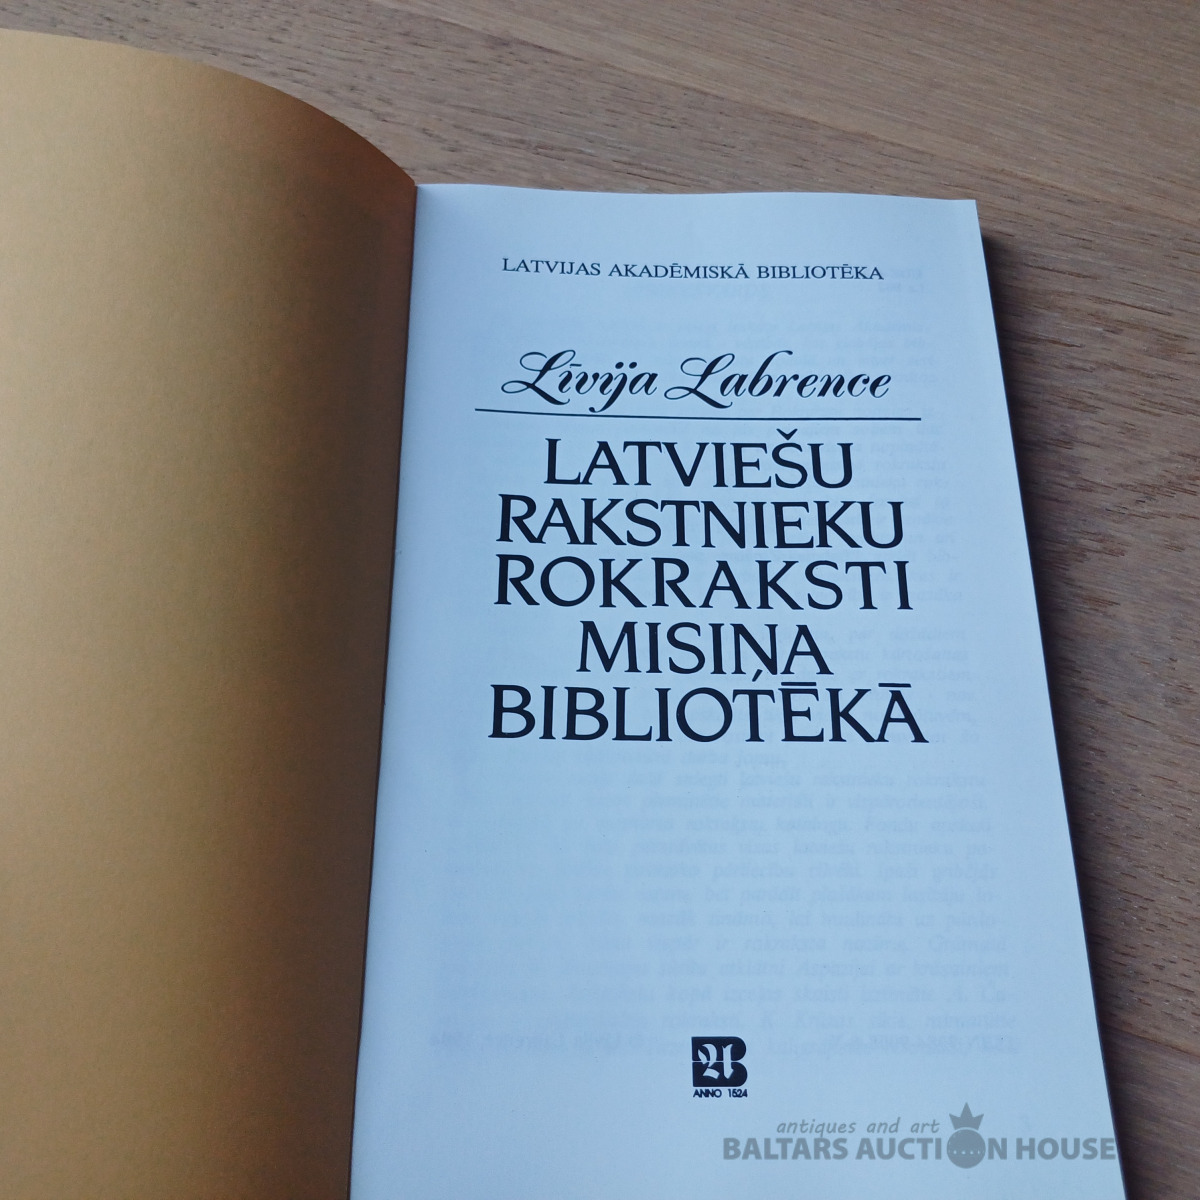 LATVIJAS AKADĒMISKĀ BIBLIOTĒKA
Līvija Labrence
LATVIEŠU
RAKSTNIEKU
ROKRAKSTI
MISIŅA
BIBLIOTĒKĀ
ANNO 1524
antiques and art
BALTARS AUCTION HOUSE